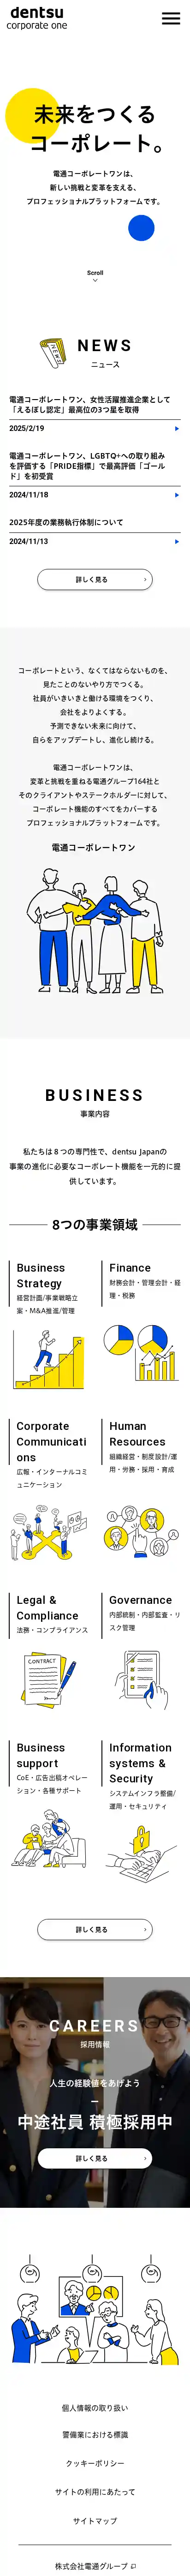 dentsu
corporate one
未来をつくる
コーポレート。
電通コーポレートワンは、
新しい挑戦と変革を支える、
プロフェッショナルプラットフォームです。
Scroll
NEWS
NEWS
ニュース
電通コーポレートワン、女性活躍推進企業として
「えるぼし認定」最高位の3つ星を取得
2025/2/19
電通コーポレートワン、LGBTQ+への取り組み
を評価する「PRIDE指標」で最高評価「ゴール
ド」を初受賞
2024/11/18
2025年度の業務執行体制について
2024/11/13
詳しく見る
コーポレートという、なくてはならないものを、
見たことのないやり方でつくる。
社員がいきいきと働ける環境をつくり、
会社をよりよくする。
予測できない未来に向けて、
自らをアップデートし、進化し続ける。
電通コーポレートワンは、
変革と挑戦を重ねる電通グループ164社と
そのクライアントやステークホルダーに対して、
コーポレート機能のすべてをカバーする
プロフェッショナルプラットフォームです。
電通コーポレートワン
BUSINESS
事業内容
私たちは８つの専門性で、dentsu Japanの
事業の進化に必要なコーポレート機能を一元的に提
供しています。
8つの事業領域
Business
Strategy
経営計画/事業戦略立
案・M&A推進/管理
Finance
財務会計・管理会計・経
理・税務
Corporate
Communicati
ons
広報・インターナルコミ
ュニケーション
Human
Resources
組織経営・制度設計/運
用・労務・採用・育成
Legal &
Compliance
法務・コンプライアンス
CONTRACT
Governance
内部統制・内部監査・リ
スク管理
Business
support
CoE・広告出稿オペレー
ション・各種サポート
Information
systems &
Security
システムインフラ整備/
運用・セキュリティ
詳しく見る
CAREERS
採用情報
人生の経験値をあげよう
中途社員 積極採用中
詳しく見る
個人情報の取り扱い
警備業における標識
クッキーポリシー
サイトの利用にあたって
サイトマップ
株式会社電通グループ